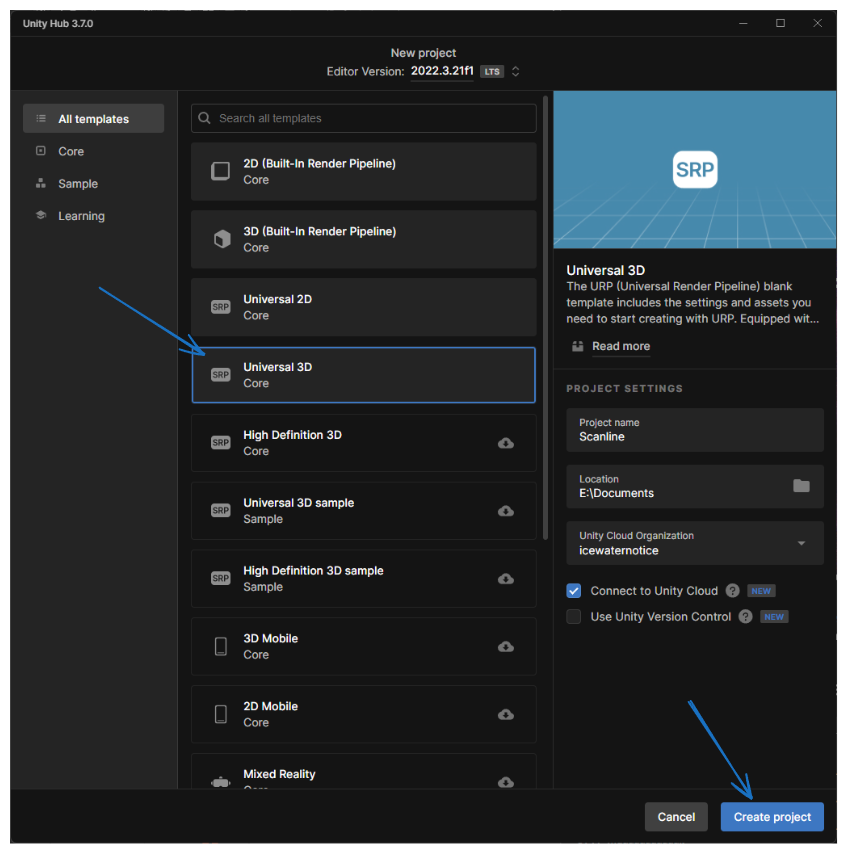 Unity Hub 3.7.0
New project
Editor Version: 2022.3.21f1 LTS
All templates
Core
Sample
Learning
Search all templates
2D (Built-In Render Pipeline)
Core
3D (Built-In Render Pipeline)
Core
SRP
Universal 2D
Core
SRP
Universal 3D
Core
SRP
High Definition 3D
Core
SRP
Universal 3D sample
Sample
SRP
High Definition 3D sample
Sample
3D Mobile
Core
2D Mobile
Core
Mixed Reality
Core
SRP
Universal 3D
The URP (Universal Render Pipeline) blank
template includes the settings and assets you
need to start creating with URP. Equipped wit...
Read more
PROJECT SETTINGS
Project name
Scanline
Location
E:\Documents
Unity Cloud Organization
icewaternotice
Connect to Unity Cloud ? NEW
Use Unity Version Control ? NEW
Cancel
Create project